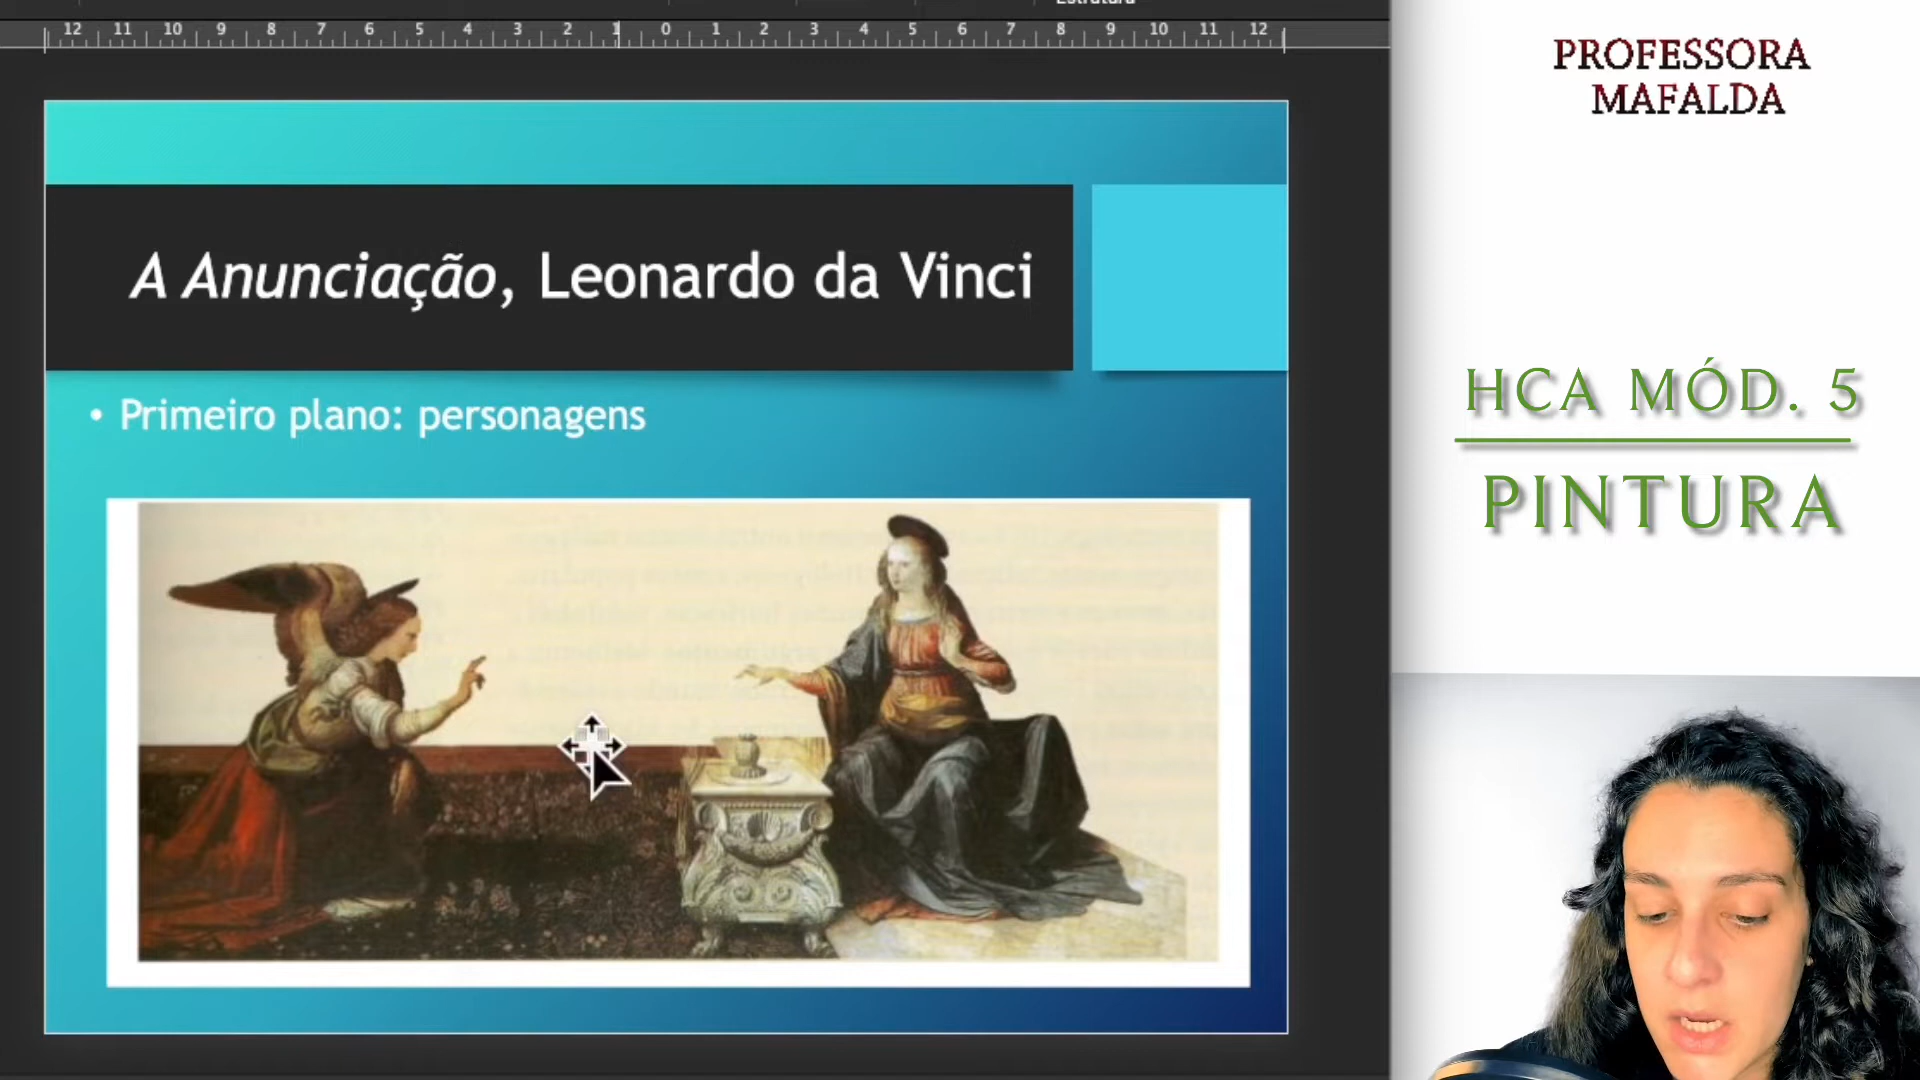 Estrutura
12 11 10 9 8 7 6 5 4 3 2 1 0 1 2 3 4 5 6 7 8 9 10 11 12
A Anunciação, Leonardo da Vinci
• Primeiro plano: personagens
PROFESSORA
MAFALDA
HCA MÓD. 5
PINTURA